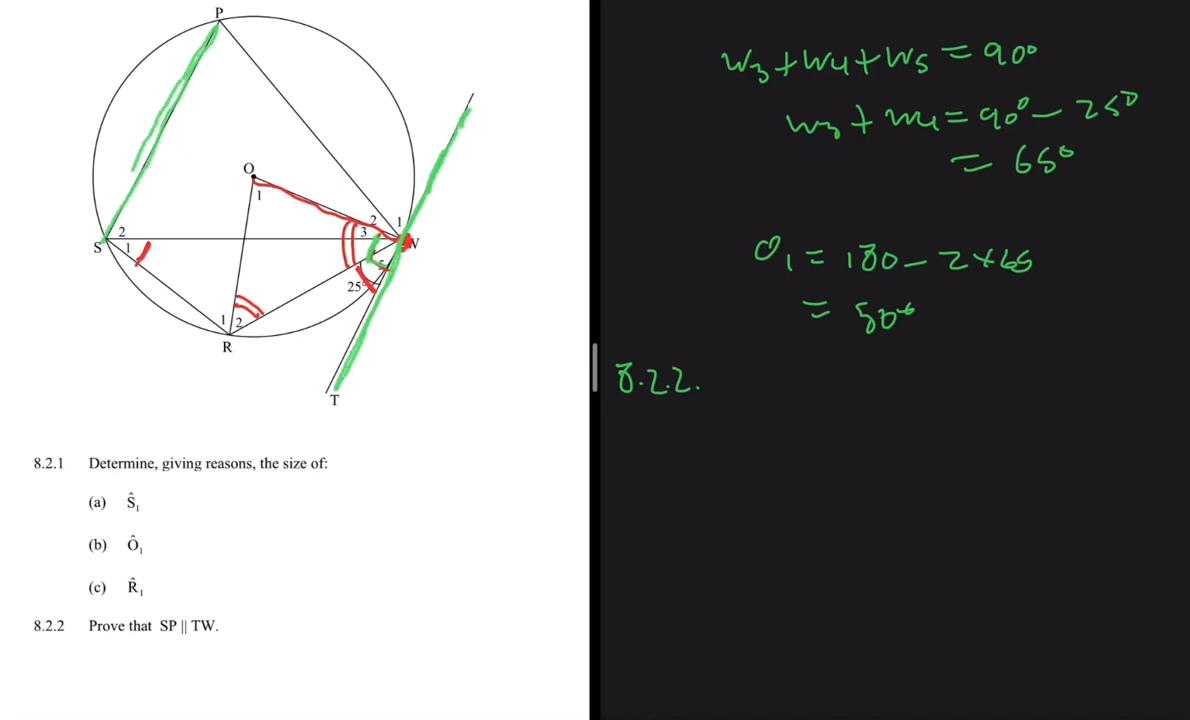 P
O
1
2
1
S
2
1
3
W
5
25°
1
2
R
T
8.2.1 Determine, giving reasons, the size of:
(a) Ŝ₁
(b) Ô₁
(c) R̂₁
8.2.2 Prove that SP || TW.
W₃+W4+W5 = 90°
W₃ + W4 = 90° - 25°
= 65°
O₁ = 180 - 2×65
= 50°
8.2.2.